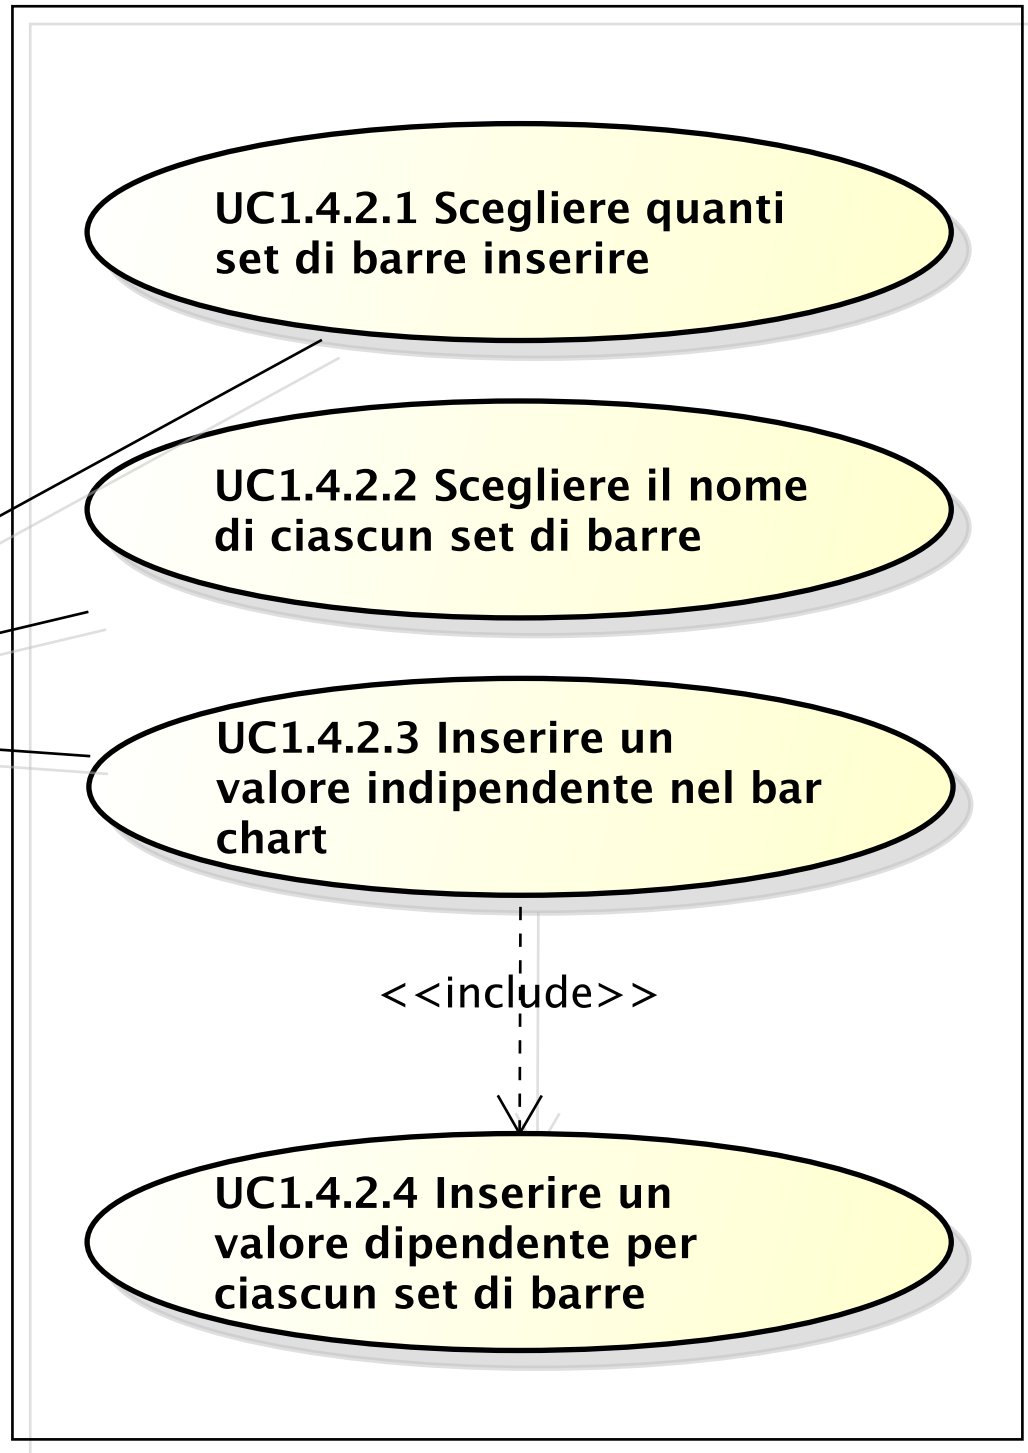 UC1.4.2.1 Scegliere quanti
set di barre inserire
UC1.4.2.2 Scegliere il nome
di ciascun set di barre
UC1.4.2.3 Inserire un
valore indipendente nel bar
chart
<<include>>
UC1.4.2.4 Inserire un
valore dipendente per
ciascun set di barre